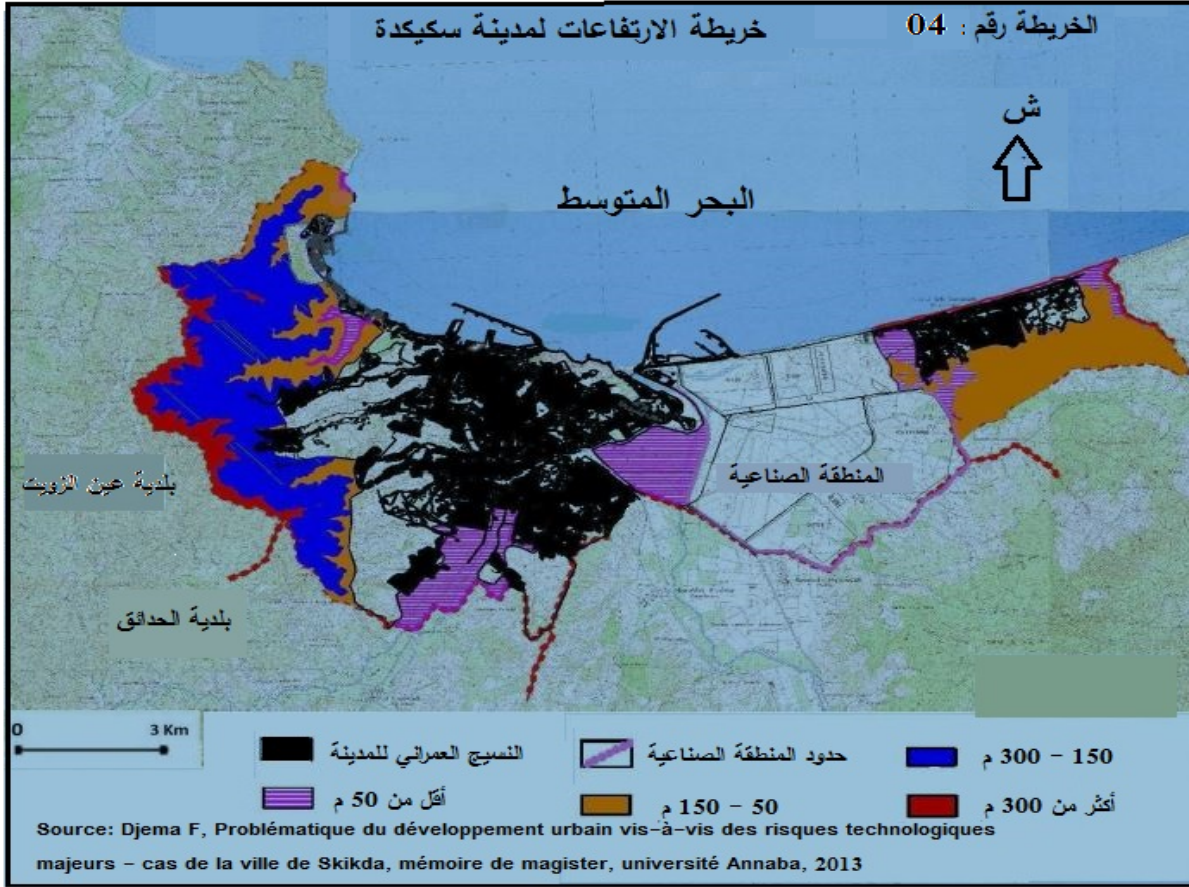 الخريطة رقم : 04
خريطة الارتفاعات لمدينة سكيكدة
ش
البحر المتوسط
المنطقة الصناعية
بلدية عين الزويت
بلدية الحدائق
0 3 Km
النسيج العمراني للمدينة
حدود المنطقة الصناعية
150 – 300 م
أقل من 50 م
50 – 150 م
أكثر من 300 م
Source: Djema F, Problématique du développement urbain vis-à-vis des risques technologiques
majeurs – cas de la ville de Skikda, mémoire de magister, université Annaba, 2013